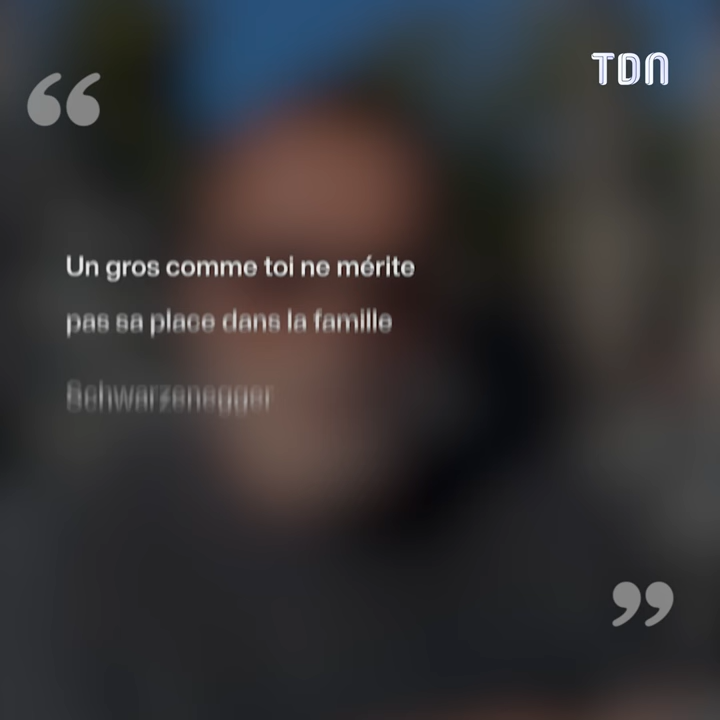 TDN
“
Un gros comme toi ne mérite
pas sa place dans la famille
Schwarzenegger
”